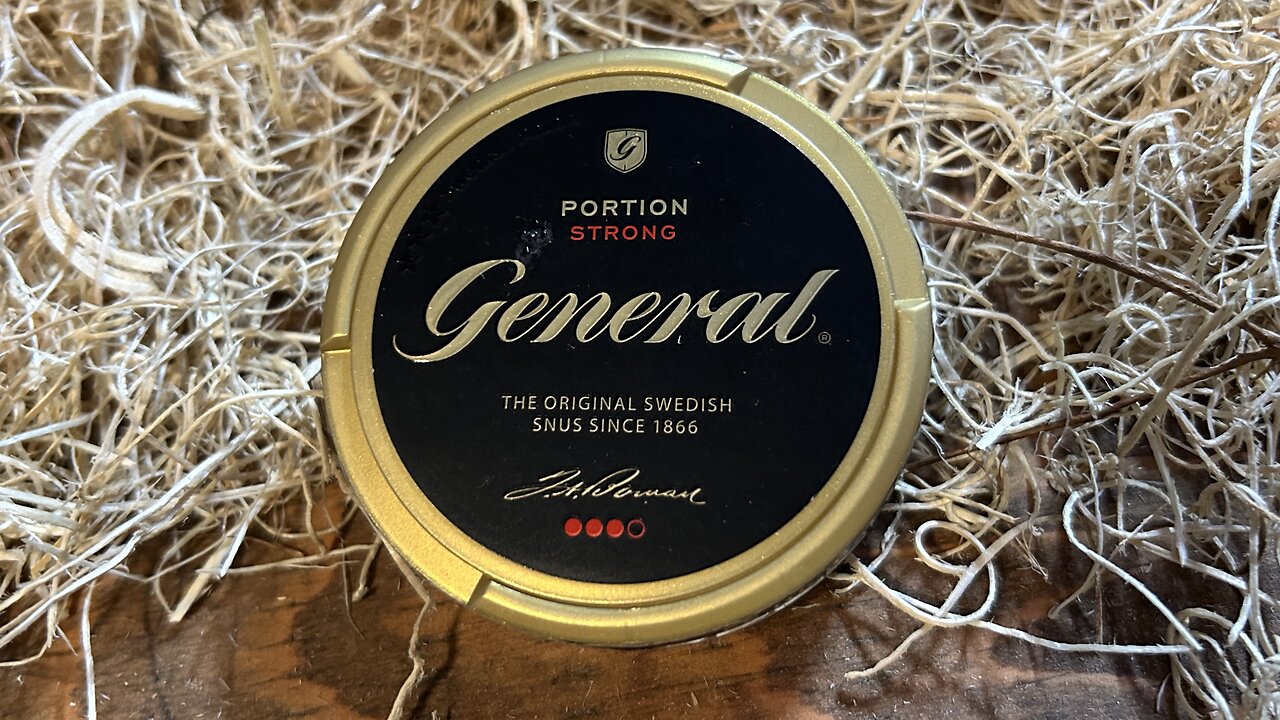 G
PORTION
STRONG
General®
THE ORIGINAL SWEDISH
SNUS SINCE 1866